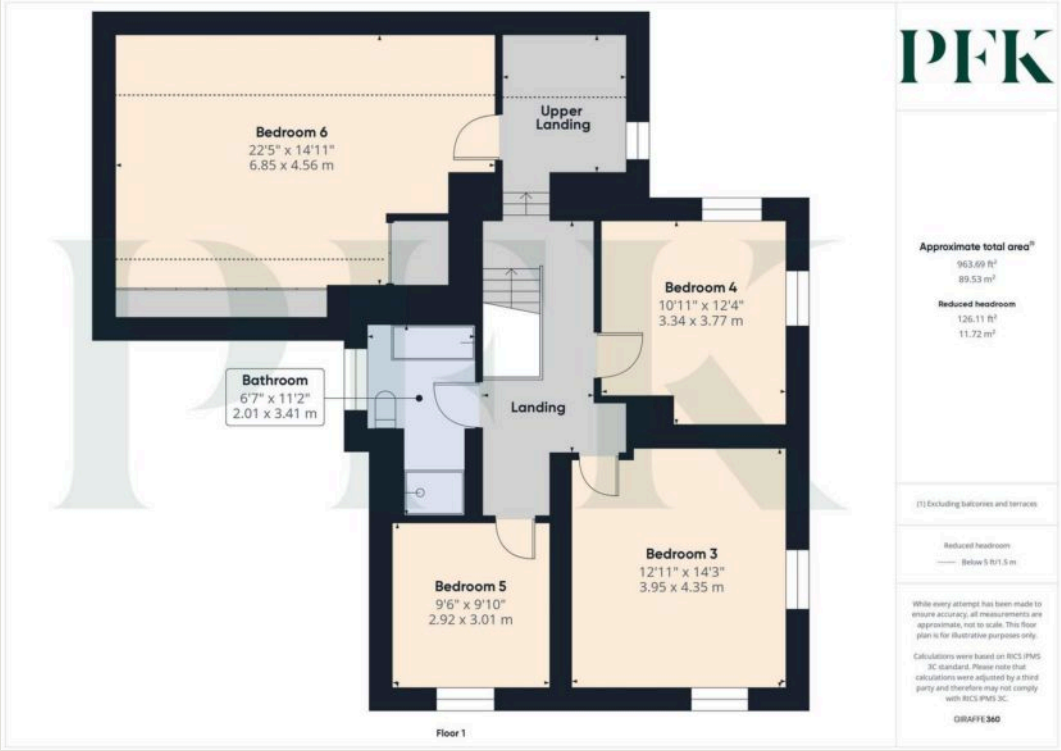 Bedroom 6
22'5" x 14'11"
6.85 x 4.56 m
Upper
Landing
Bedroom 4
10'11" x 12'4"
3.34 x 3.77 m
Bathroom
6'7" x 11'2"
2.01 x 3.41 m
Landing
Bedroom 3
12'11" x 14'3"
3.95 x 4.35 m
Bedroom 5
9'6" x 9'10"
2.92 x 3.01 m
Floor 1
PFK
PFK
Approximate total area⁽¹⁾
963.69 ft²
89.53 m²
Reduced headroom
126.11 ft²
11.72 m²
(1) Excluding balconies and terraces
Reduced headroom
Below 5 ft/1.5 m
While every attempt has been made to
ensure accuracy, all measurements are
approximate, not to scale. This floor
plan is for illustrative purposes only.
Calculations were based on RICS IPMS
3C standard. Please note that
calculations were adjusted by a third
party and therefore may not comply
with RICS IPMS 3C.
GIRAFFE360